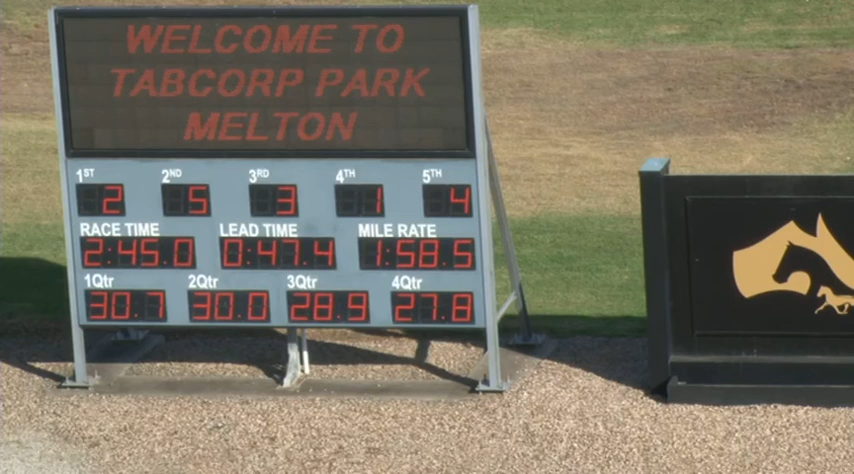 WELCOME TO
TABCORP PARK
MELTON
1ST 2ND 3RD 4TH 5TH
2 5 3 1 4
RACE TIME LEAD TIME MILE RATE
2:45.0 0:47.4 1:58.5
1Qtr 2Qtr 3Qtr 4Qtr
30.7 30.0 28.9 27.8